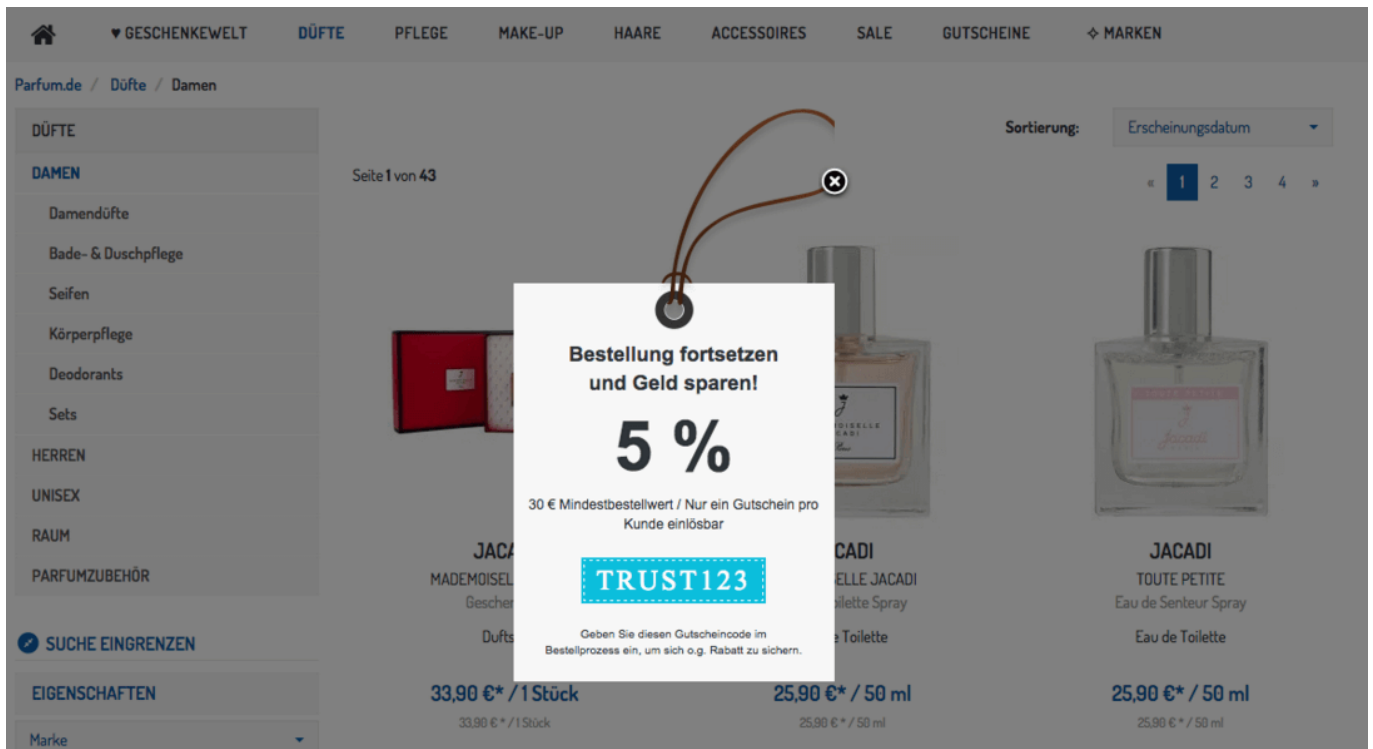 ♥ GESCHENKEWELT DÜFTE PFLEGE MAKE-UP HAARE ACCESSOIRES SALE GUTSCHEINE ✧ MARKEN
Parfum.de / Düfte / Damen
DÜFTE
DAMEN
Damendüfte
Bade- & Duschpflege
Seifen
Körperpflege
Deodorants
Sets
HERREN
UNISEX
RAUM
PARFUMZUBEHÖR
SUCHE EINGRENZEN
EIGENSCHAFTEN
Marke
Sortierung: Erscheinungsdatum
Seite 1 von 43
« 1 2 3 4 »
Bestellung fortsetzen
und Geld sparen!
5 %
30 € Mindestbestellwert / Nur ein Gutschein pro
Kunde einlösbar
TRUST123
Geben Sie diesen Gutscheincode im
Bestellprozess ein, um sich o.g. Rabatt zu sichern.
33,90 €* / 1 Stück
33,90 € * / 1 Stück
JACADI
Toilette Spray
Toilette
25,90 €* / 50 ml
25,90 € * / 50 ml
Jacadi
JACADI
TOUTE PETITE
Eau de Senteur Spray
Eau de Toilette
25,90 €* / 50 ml
25,90 € * / 50 ml